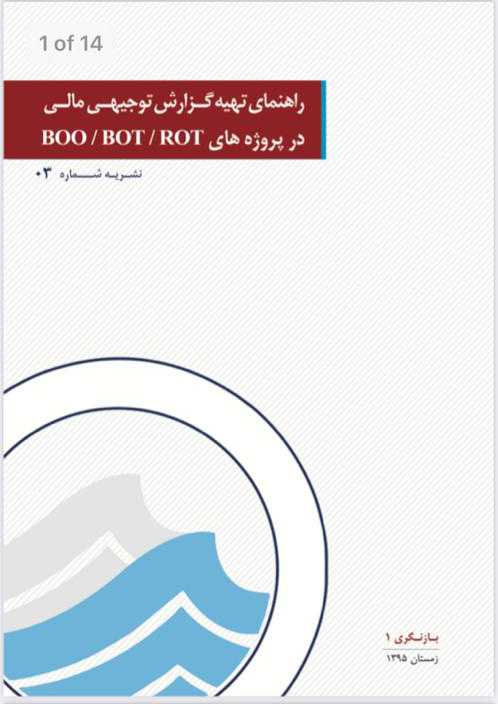 1 of 14
راهنمای تهیه گزارش توجیهی مالی
در پروژه های BOO / BOT / ROT
نشریه شماره ۰۳
بازنگری ۱
زمستان ۱۳۹۵